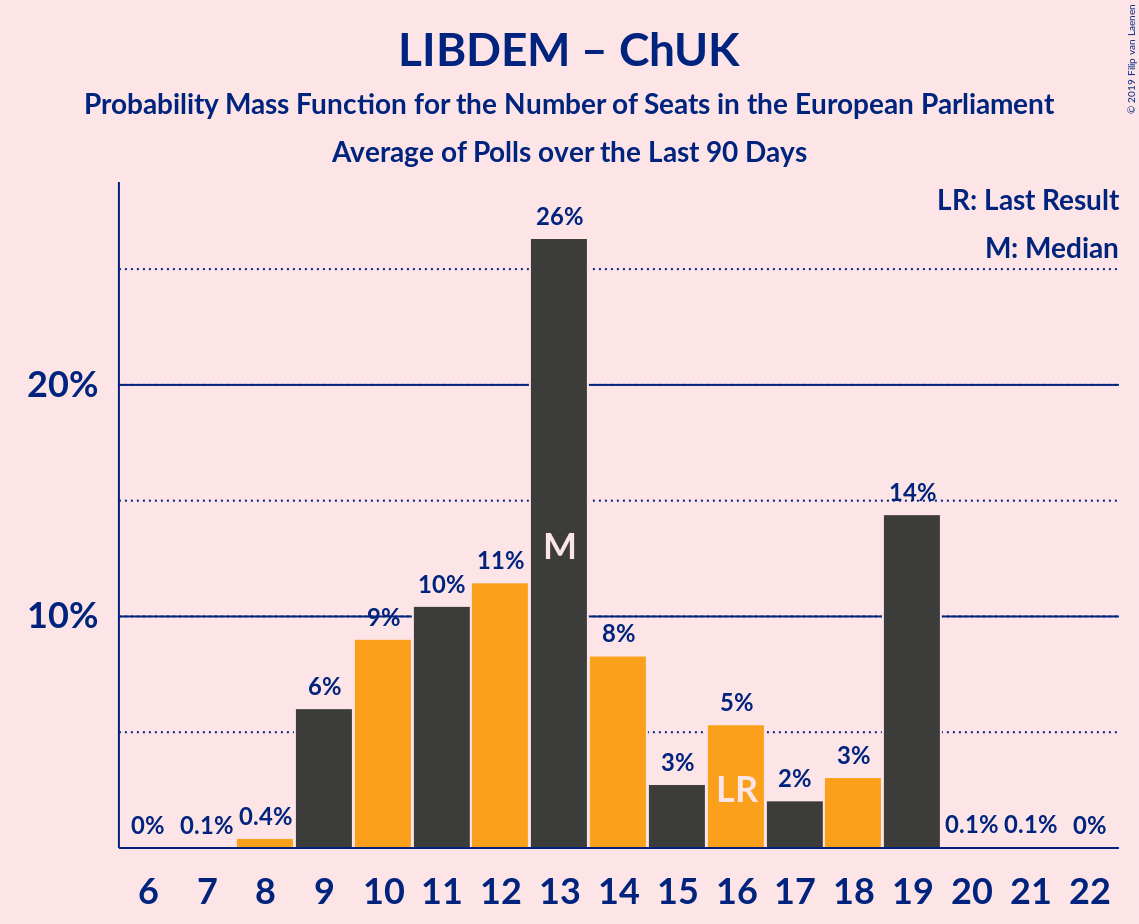 LIBDEM – ChUK
Probability Mass Function for the Number of Seats in the European Parliament
Average of Polls over the Last 90 Days
© 2019 Filip van Laenen
LR: Last Result
M: Median
20%
10%
0%
0.1%
0.4%
6%
9%
10%
11%
26%
8%
3%
5%
2%
3%
14%
0.1%
0.1%
0%
M
LR
6 7 8 9 10 11 12 13 14 15 16 17 18 19 20 21 22